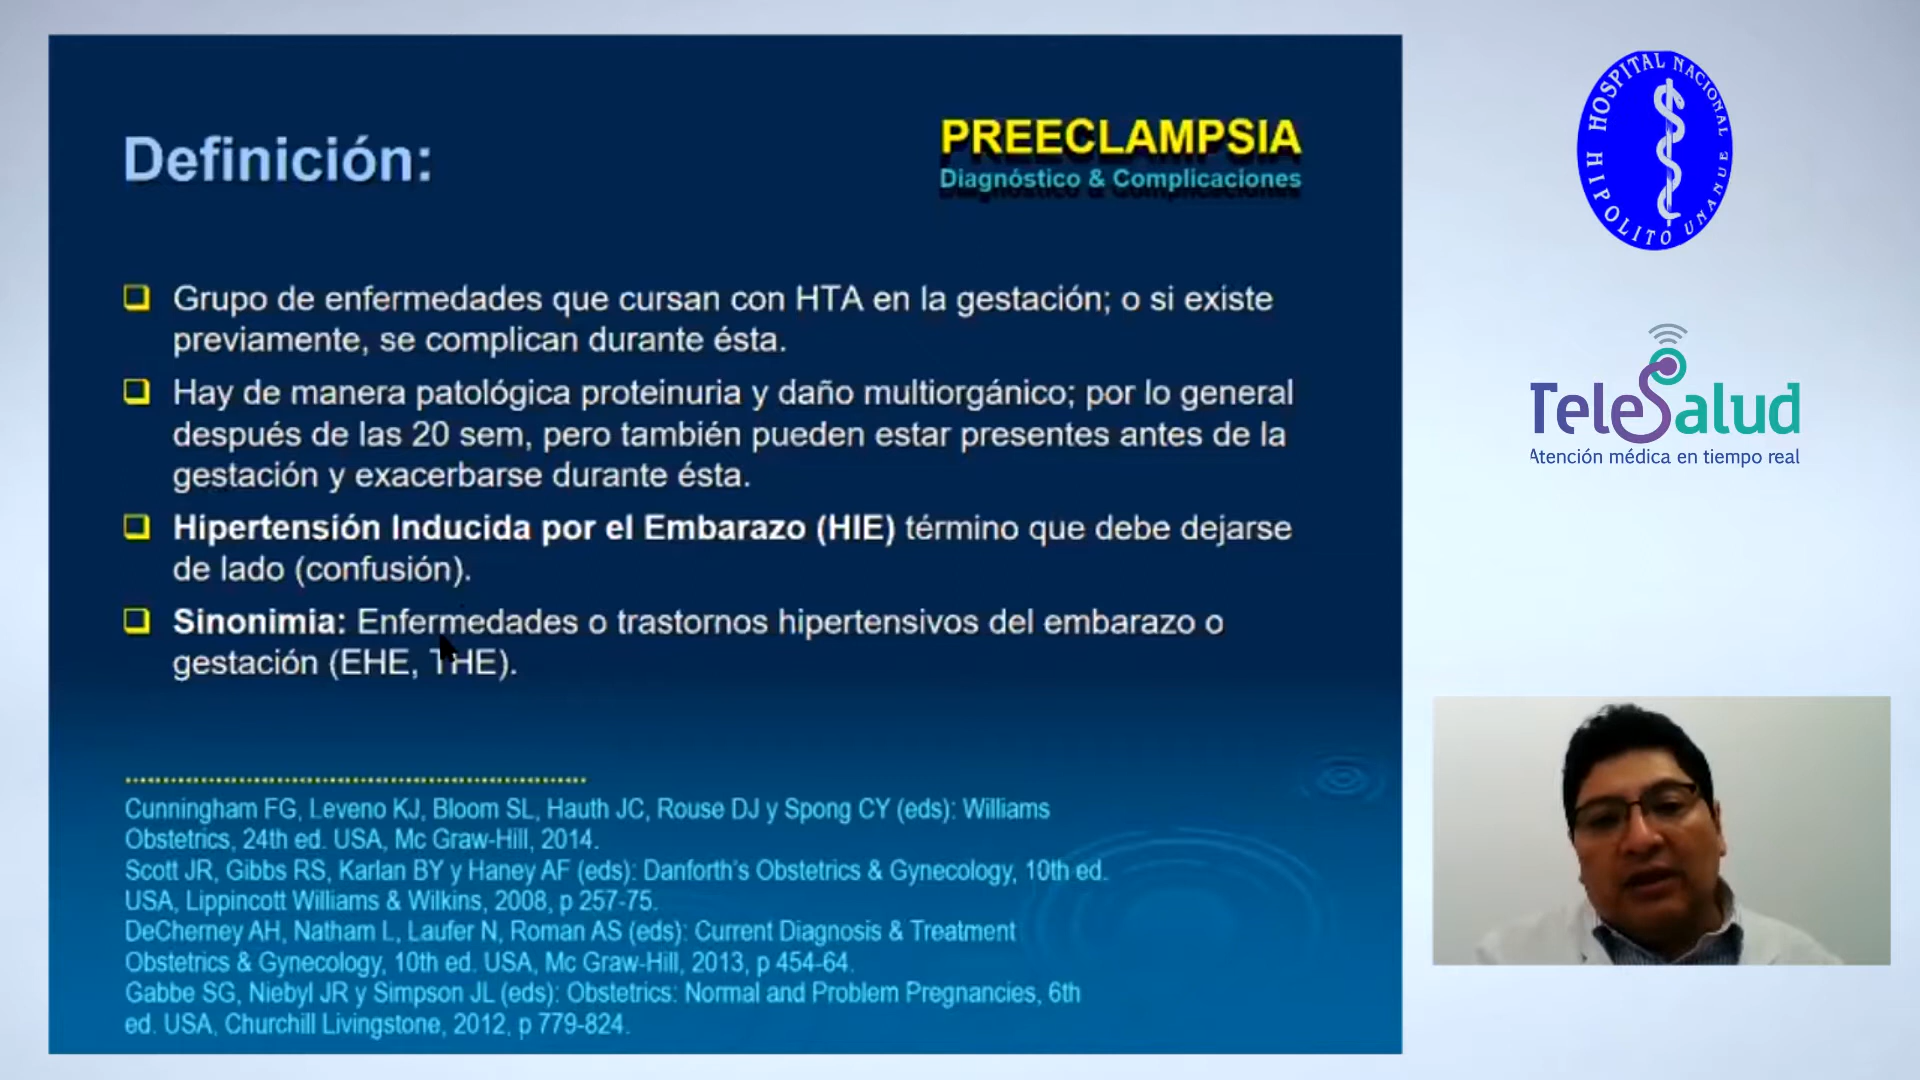 Definición:
PREECLAMPSIA
Diagnóstico & Complicaciones
Grupo de enfermedades que cursan con HTA en la gestación; o si existe
previamente, se complican durante ésta.
Hay de manera patológica proteinuria y daño multiorgánico; por lo general
después de las 20 sem, pero también pueden estar presentes antes de la
gestación y exacerbarse durante ésta.
Hipertensión Inducida por el Embarazo (HIE) término que debe dejarse
de lado (confusión).
Sinonimia: Enfermedades o trastornos hipertensivos del embarazo o
gestación (EHE, THE).
Cunningham FG, Leveno KJ, Bloom SL, Hauth JC, Rouse DJ y Spong CY (eds): Williams
Obstetrics, 24th ed. USA, Mc Graw-Hill, 2014.
Scott JR, Gibbs RS, Karlan BY y Haney AF (eds): Danforth's Obstetrics & Gynecology, 10th ed.
USA, Lippincott Williams & Wilkins, 2008, p 257-75.
DeCherney AH, Natham L, Laufer N, Roman AS (eds): Current Diagnosis & Treatment
Obstetrics & Gynecology, 10th ed. USA, Mc Graw-Hill, 2013, p 454-64.
Gabbe SG, Niebyl JR y Simpson JL (eds): Obstetrics: Normal and Problem Pregnancies, 6th
ed. USA, Churchill Livingstone, 2012, p 779-824.
HOSPITAL NACIONAL
HIPOLITO UNANUE
TeleSalud
Atención médica en tiempo real